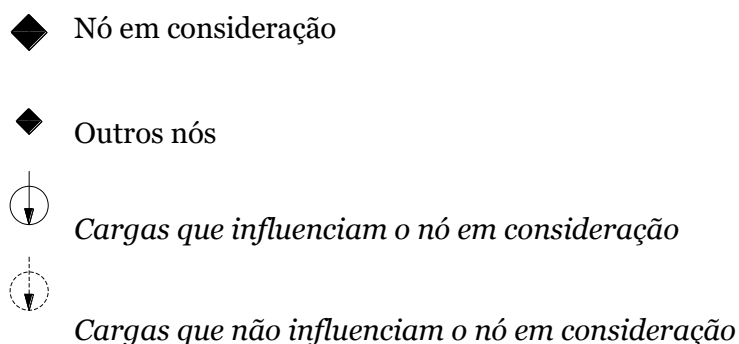 Nó em consideração
Outros nós
Cargas que influenciam o nó em consideração
Cargas que não influenciam o nó em consideração